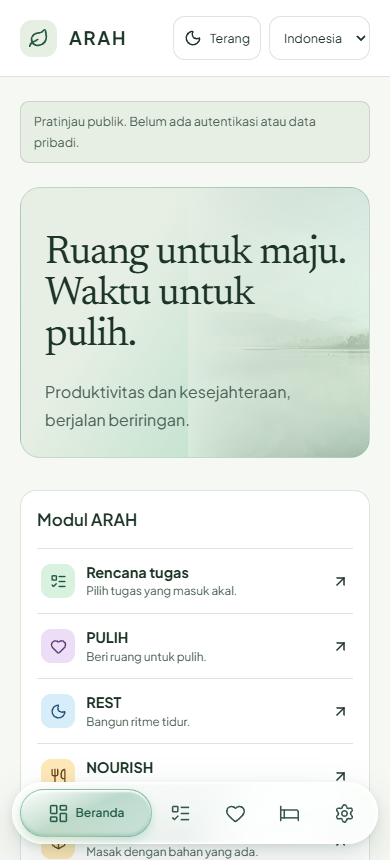 ARAH
Terang
Indonesia
Pratinjau publik. Belum ada autentikasi atau data
pribadi.
Ruang untuk maju.
Waktu untuk
pulih.
Produktivitas dan kesejahteraan,
berjalan beriringan.
Modul ARAH
Rencana tugas
Pilih tugas yang masuk akal.
PULIH
Beri ruang untuk pulih.
REST
Bangun ritme tidur.
NOURISH
Beranda
Masak dengan bahan yang ada.